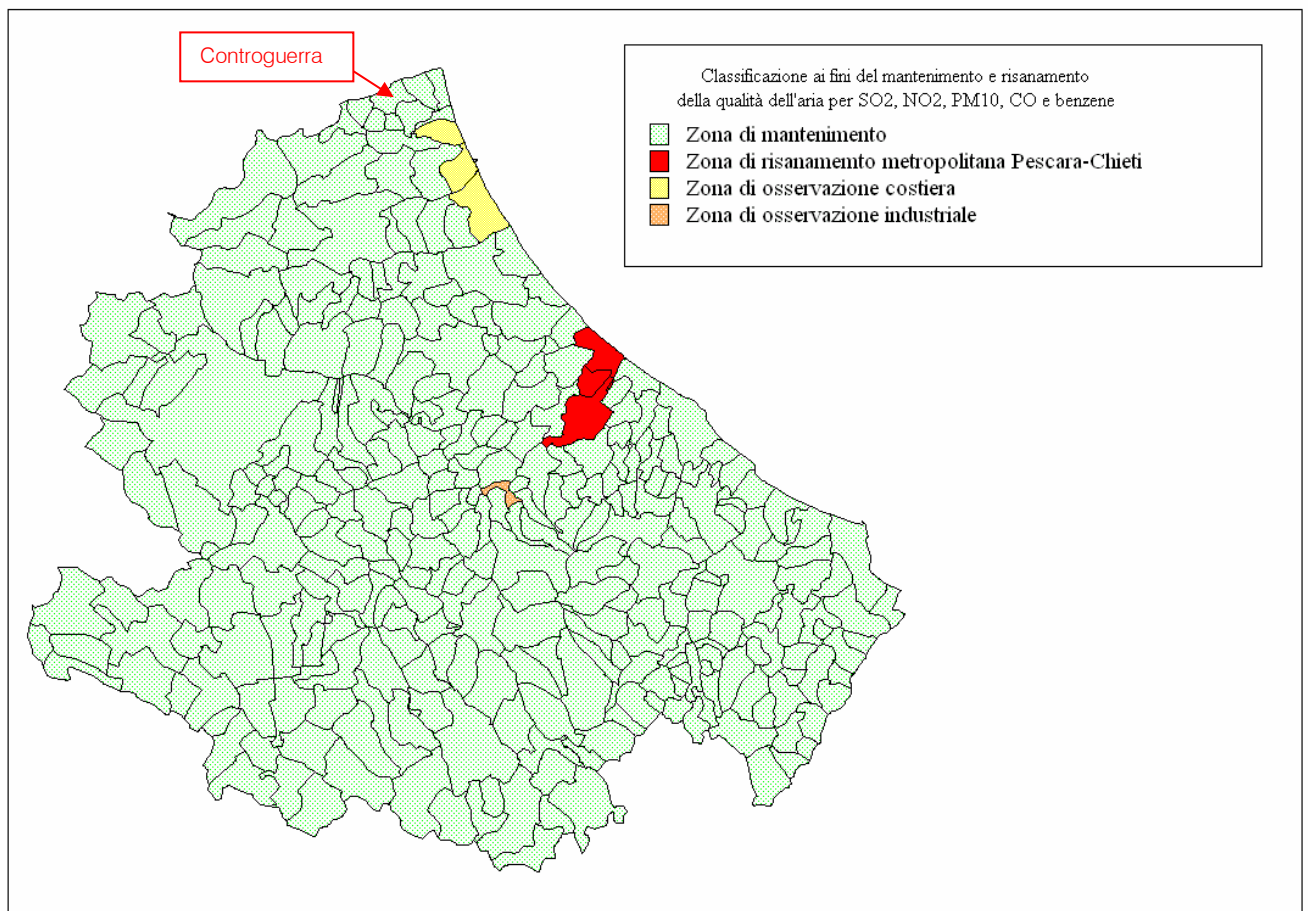 Controguerra
Classificazione ai fini del mantenimento e risanamento
della qualità dell'aria per SO2, NO2, PM10, CO e benzene
Zona di mantenimento
Zona di risanamemto metropolitana Pescara-Chieti
Zona di osservazione costiera
Zona di osservazione industriale